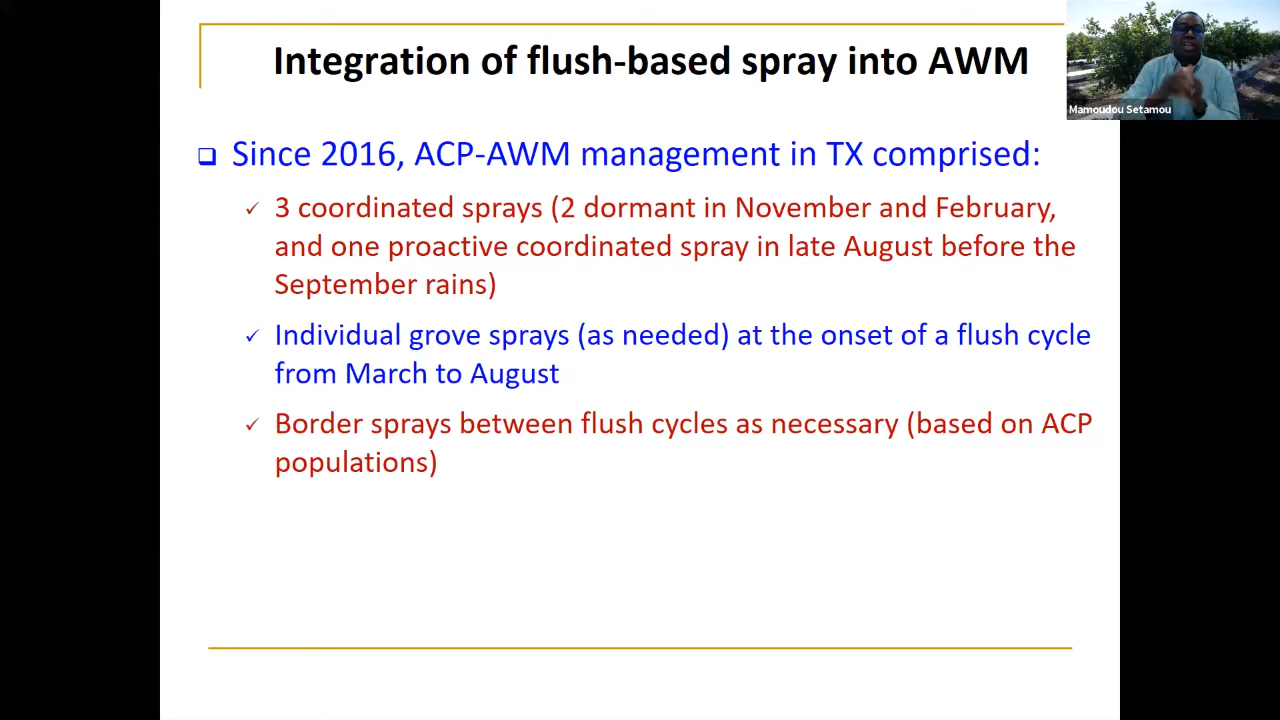 Integration of flush-based spray into AWM
Mamoudou Setamou
Since 2016, ACP-AWM management in TX comprised:
3 coordinated sprays (2 dormant in November and February,
and one proactive coordinated spray in late August before the
September rains)
Individual grove sprays (as needed) at the onset of a flush cycle
from March to August
Border sprays between flush cycles as necessary (based on ACP
populations)